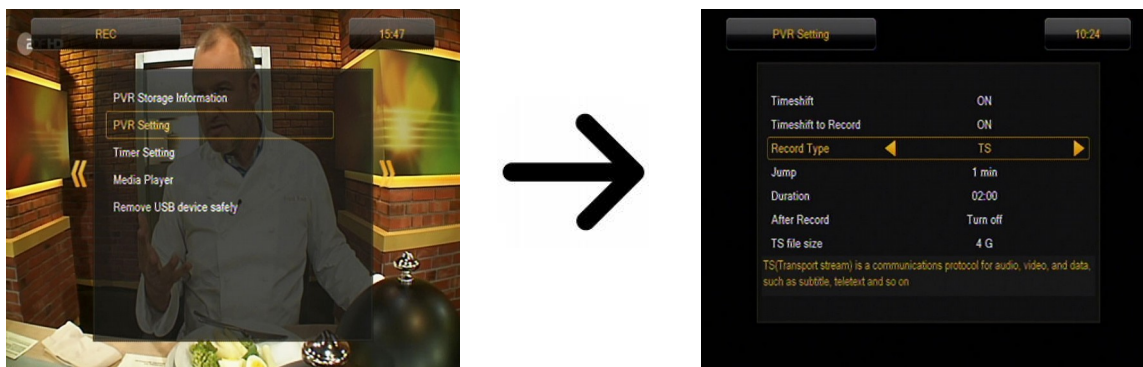 REC
15:47
PVR Storage Information
PVR Setting
Timer Setting
Media Player
Remove USB device safely
PVR Setting
10:24
Timeshift ON
Timeshift to Record ON
Record Type TS
Jump 1 min
Duration 02:00
After Record Turn off
TS file size 4 G
TS(Transport stream) is a communications protocol for audio, video, and data,
such as subtitle, teletext and so on